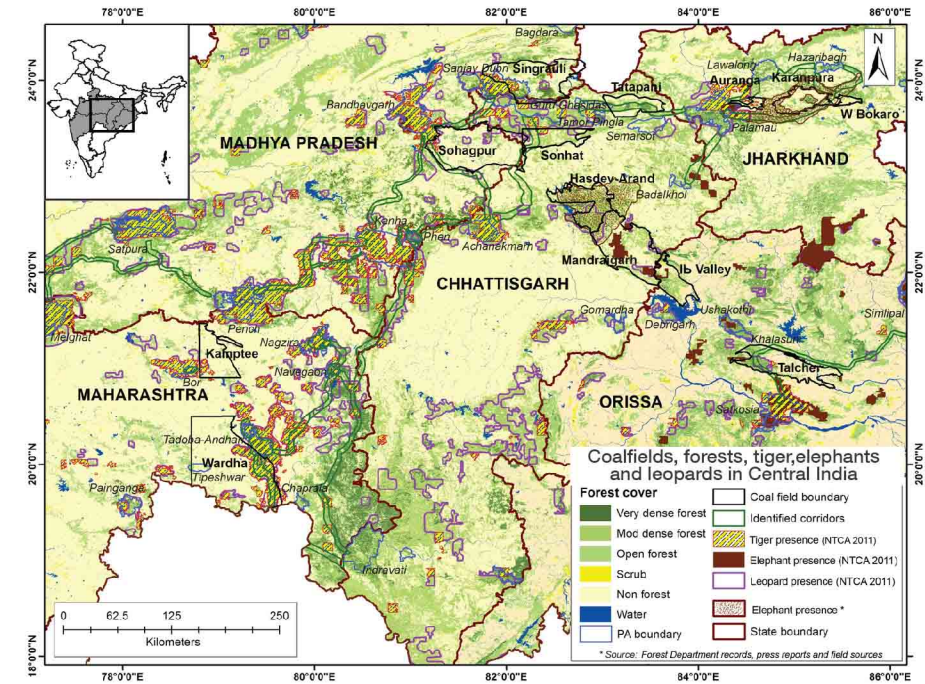 78°0'0"E 80°0'0"E 82°0'0"E 84°0'0"E 86°0'0"E
24°0'0"N
22°0'0"N
20°0'0"N
18°0'0"N
N
Bagdara
Sanjay Dubri
Singrauli
Lawalong
Hazaribagh
Auranga
Karanpura
Tatapani
Bandhavgarh
Guru Ghasidas
W Bokaro
Tamor Pingla
Palamau
Semarsot
MADHYA PRADESH
Sohagpur
Sonhat
JHARKHAND
Hasdev-Arand
Badalkhol
Kanha
Phen
Achanakmarh
Satpura
Mandraigarh
Ib Valley
CHHATTISGARH
Gomardha
Ushakothi
Debrigarh
Simlipal
Pench
Melghat
Nagzira
Khalasuni
Kamptee
Navegaon
Bor
Talcher
MAHARASHTRA
ORISSA
Satkosia
Tadoba-Andhari
Wardha
Tipeshwar
Painganga
Chaprala
Indravati
Coalfields, forests, tiger,elephants
and leopards in Central India
Forest cover
Very dense forest
Mod dense forest
Open forest
Scrub
Non forest
Water
PA boundary
Coal field boundary
Identified corridors
Tiger presence (NTCA 2011)
Elephant presence (NTCA 2011)
Leopard presence (NTCA 2011)
Elephant presence *
State boundary
* Source: Forest Department records, press reports and field sources
0 62.5 125 250
Kilometers
24°0'0"N
22°0'0"N
20°0'0"N
18°0'0"N
78°0'0"E 80°0'0"E 82°0'0"E 84°0'0"E 86°0'0"E